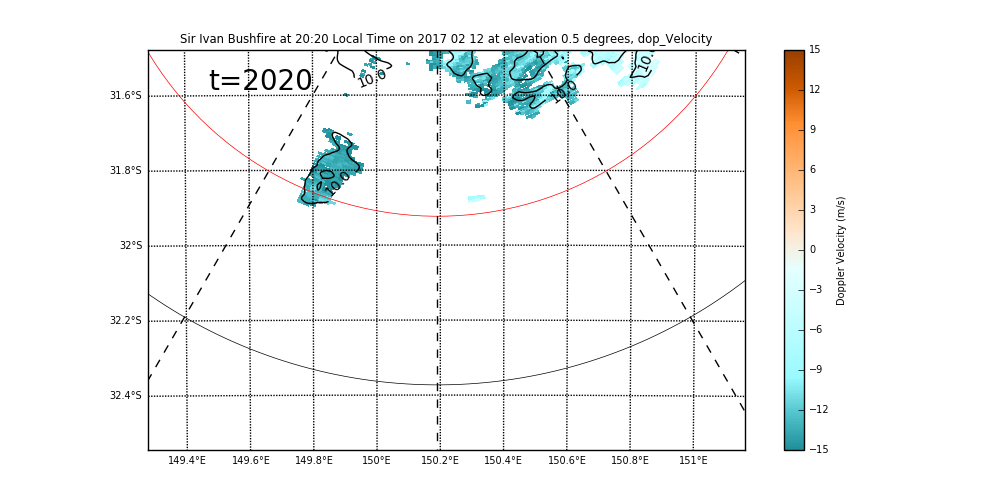 Sir Ivan Bushfire at 20:20 Local Time on 2017 02 12 at elevation 0.5 degrees, dop_Velocity
t=2020
10.0
10.0
10.
10.0
31.6°S
31.8°S
32°S
32.2°S
32.4°S
149.4°E 149.6°E 149.8°E 150°E 150.2°E 150.4°E 150.6°E 150.8°E 151°E
15
12
9
6
3
0
−3
−6
−9
−12
−15
Doppler Velocity (m/s)